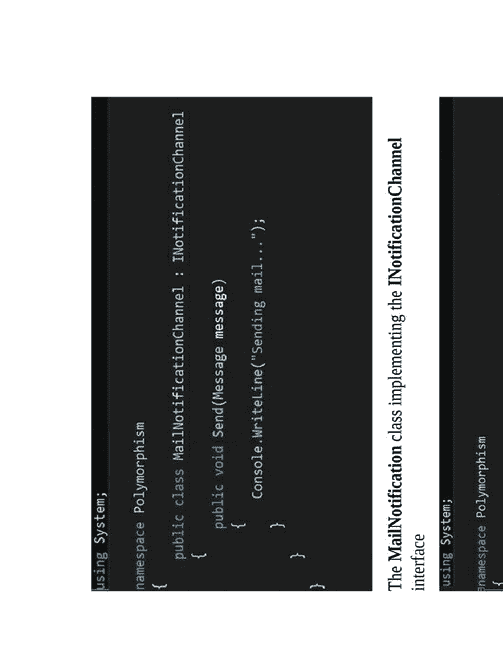 using System;
namespace Polymorphism
{
public class MailNotificationChannel : INotificationChannel
{
public void Send(Message message)
{
Console.WriteLine("Sending mail...");
}
}
}
The MailNotification class implementing the INotificationChannel
interface
using System;
namespace Polymorphism
{